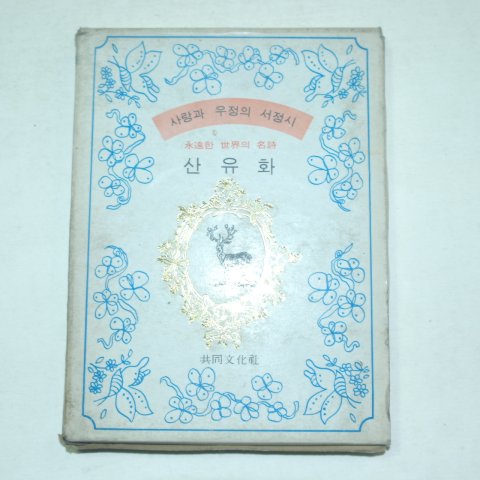 사랑과 우정의 서정시
永遠한 世界의 名詩
산유화
共同文化社